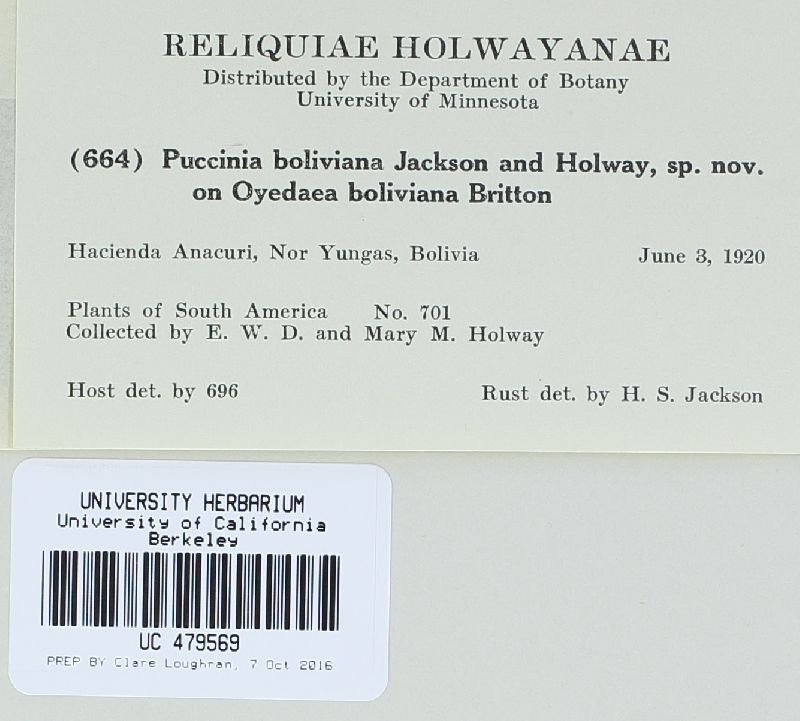 RELIQUIAE HOLWAYANAE
Distributed by the Department of Botany
University of Minnesota
(664) Puccinia boliviana Jackson and Holway, sp. nov.
on Oyedaea boliviana Britton
Hacienda Anacuri, Nor Yungas, Bolivia June 3, 1920
Plants of South America No. 701
Collected by E. W. D. and Mary M. Holway
Host det. by 696 Rust det. by H. S. Jackson
UNIVERSITY HERBARIUM
University of California
Berkeley
UC 479569
PREP BY Clare Loughran, 7 Oct 2016